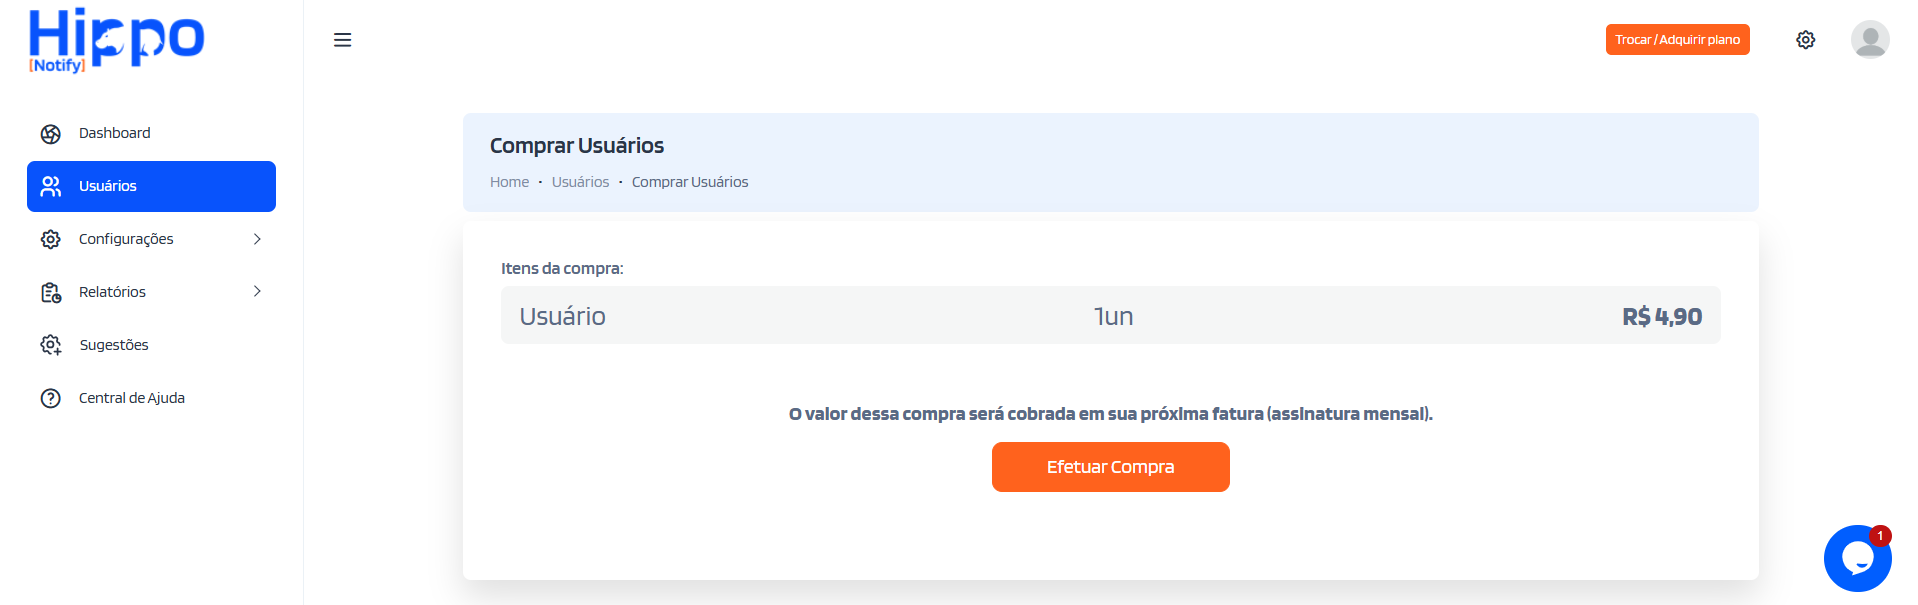 Hippo
[Notify]
Trocar / Adquirir plano
Dashboard
Usuários
Configurações
Relatórios
Sugestões
Central de Ajuda
Comprar Usuários
Home • Usuários • Comprar Usuários
Itens da compra:
Usuário 1un R$ 4,90
O valor dessa compra será cobrada em sua próxima fatura (assinatura mensal).
Efetuar Compra
1